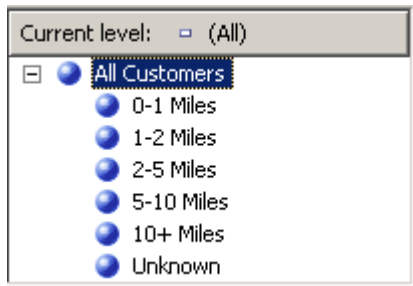 Current level: (All)
All Customers
0-1 Miles
1-2 Miles
2-5 Miles
5-10 Miles
10+ Miles
Unknown